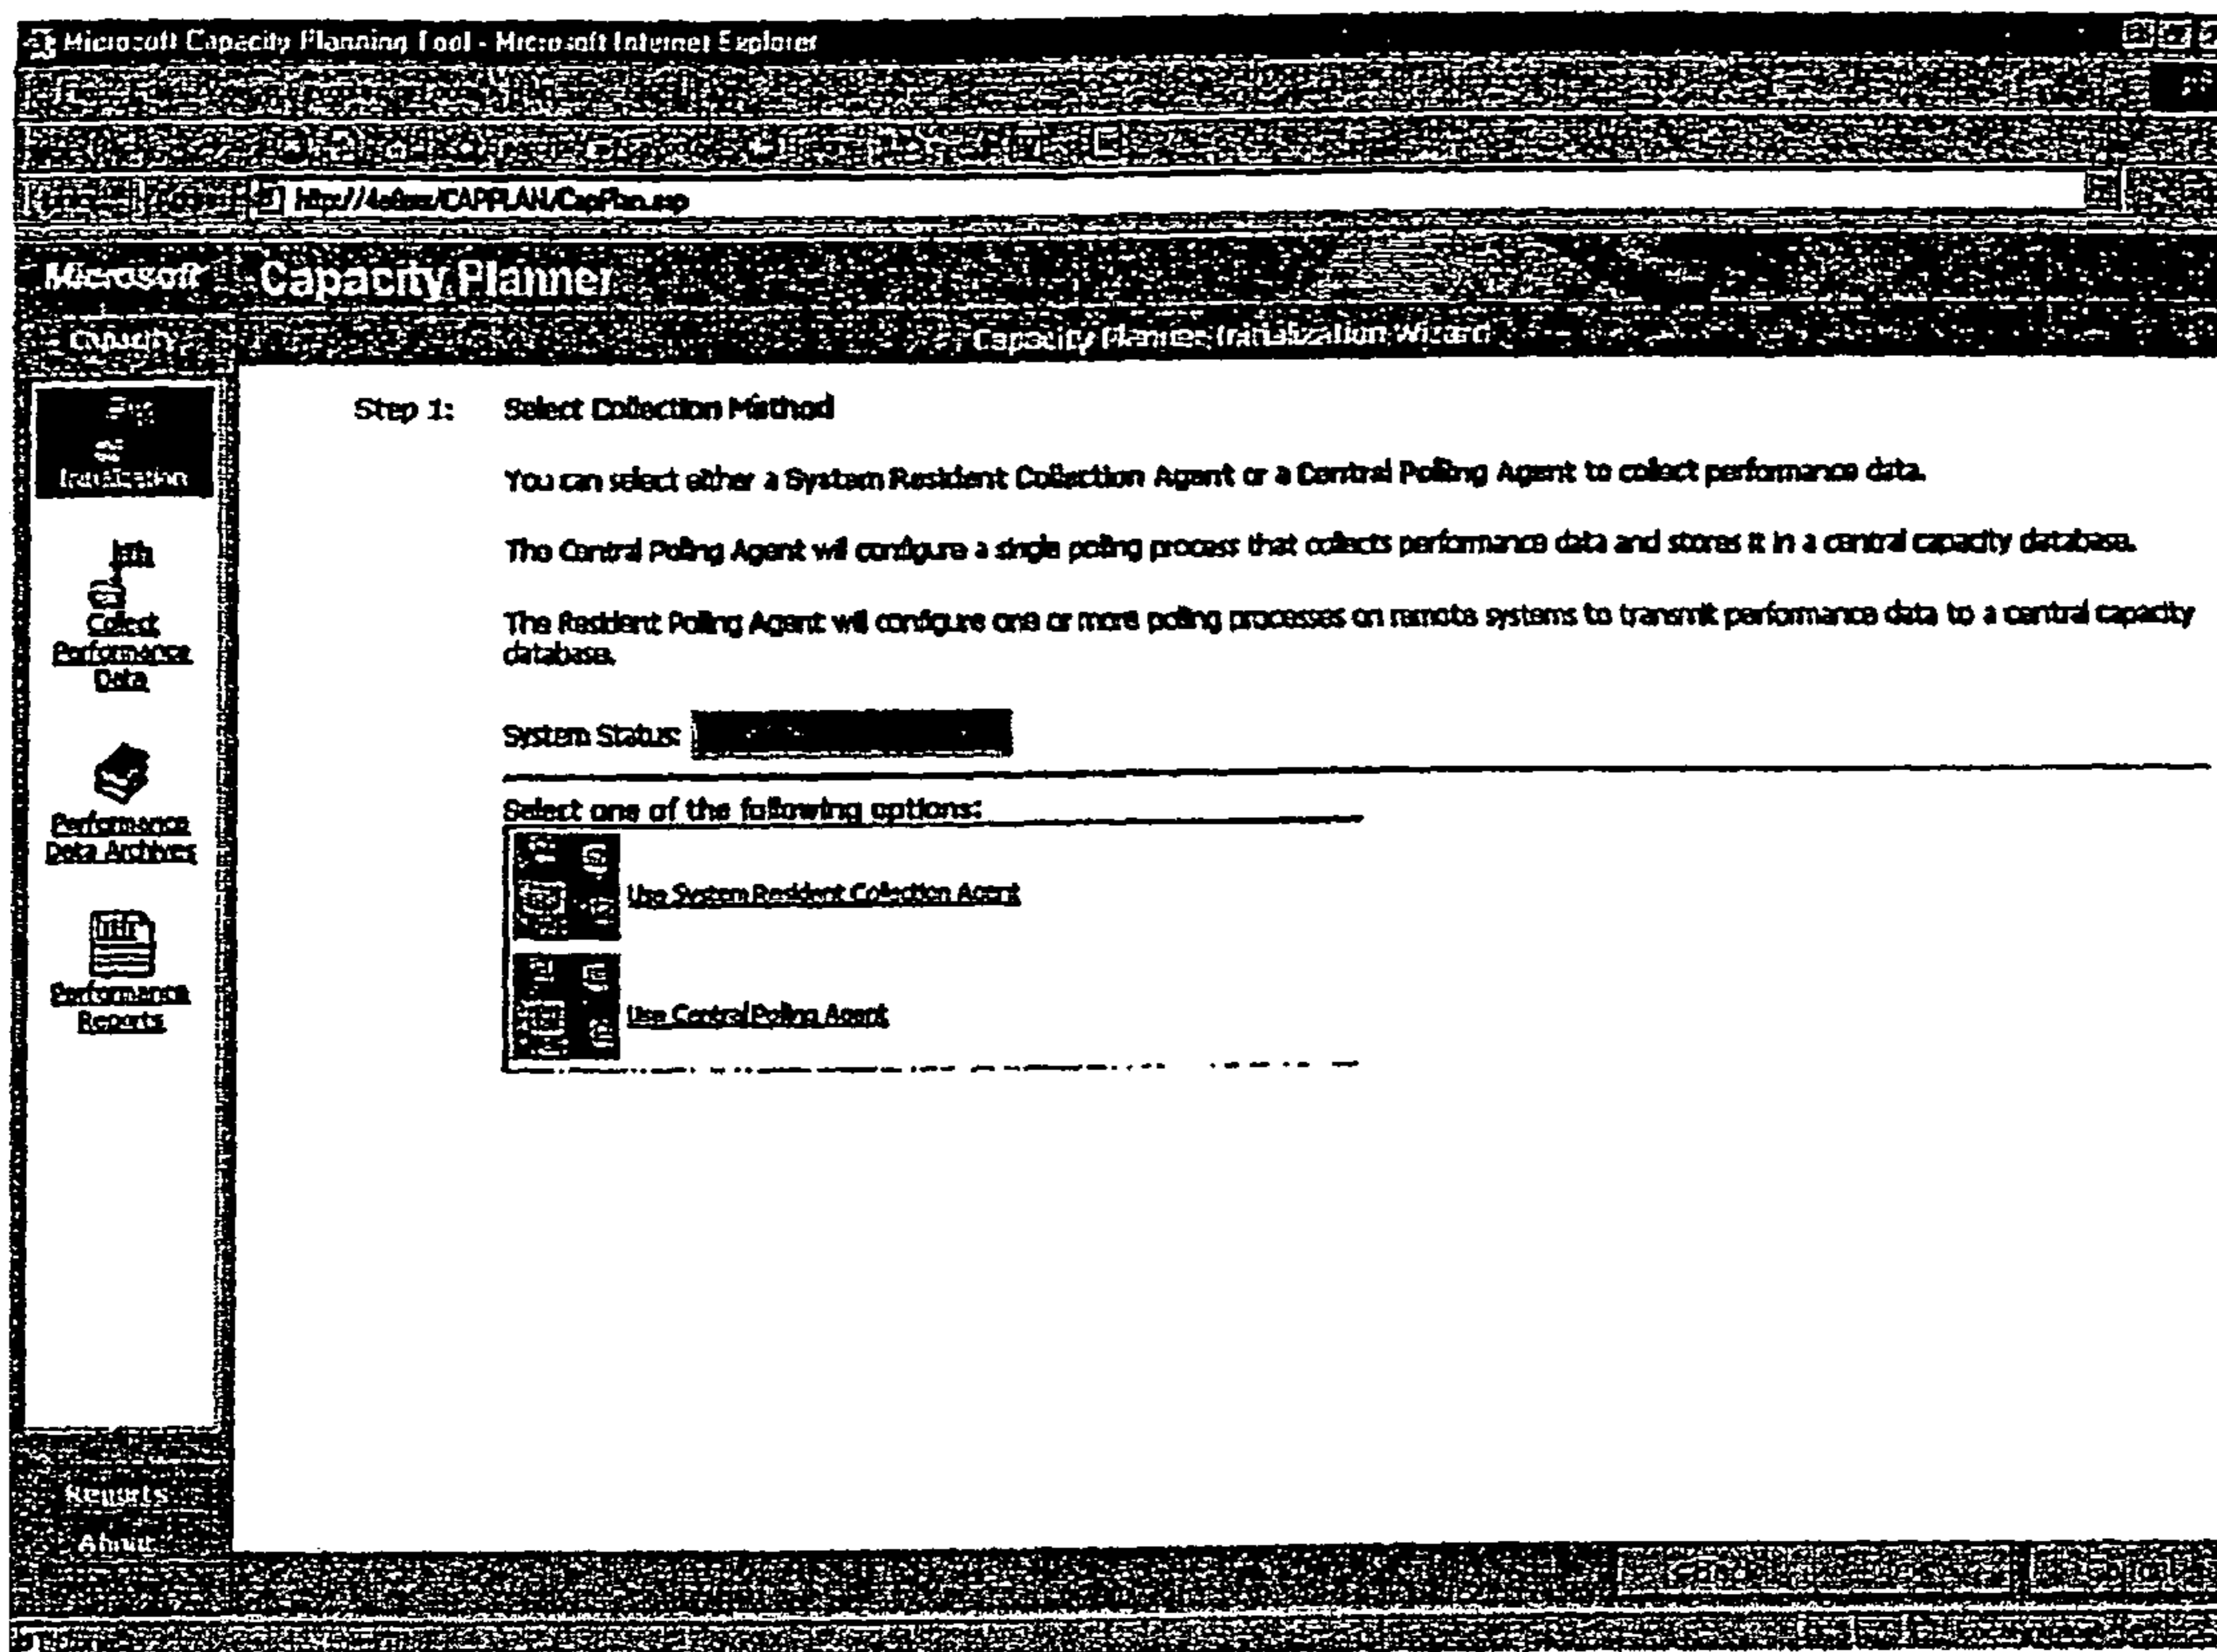 Microsoft Capacity Planning Tool - Microsoft Internet Explorer
/CAPPLAN/CapPlan.asp
Microsoft Capacity Planner
Capacity
Capacity Planner Initialization Wizard
Initialization
Collect
Performance
Data
Performance
Data Archives
Performance
Reports
Reports
About
Step 1: Select Collection Method
You can select either a System Resident Collection Agent or a Central Polling Agent to collect performance data.
The Central Polling Agent will configure a single polling process that collects performance data and stores it in a central capacity database.
The Resident Polling Agent will configure one or more polling processes on remote systems to transmit performance data to a central capacity
database.
System Status:
Select one of the following options:
Use System Resident Collection Agent
Use Central Polling Agent